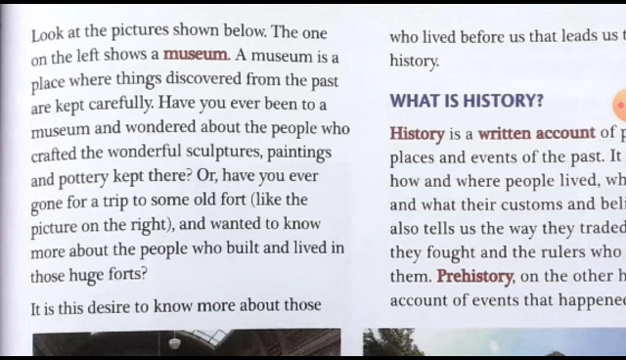 Look at the pictures shown below. The one
on the left shows a museum. A museum is a
place where things discovered from the past
are kept carefully. Have you ever been to a
museum and wondered about the people who
crafted the wonderful sculptures, paintings
and pottery kept there? Or, have you ever
gone for a trip to some old fort (like the
picture on the right), and wanted to know
more about the people who built and lived in
those huge forts?
It is this desire to know more about those
who lived before us that leads us
history.
WHAT IS HISTORY?
History is a written account of
places and events of the past. It
how and where people lived,
and what their customs and
also tells us the way they traded
they fought and the rulers who
them. Prehistory, on the other
account of events that